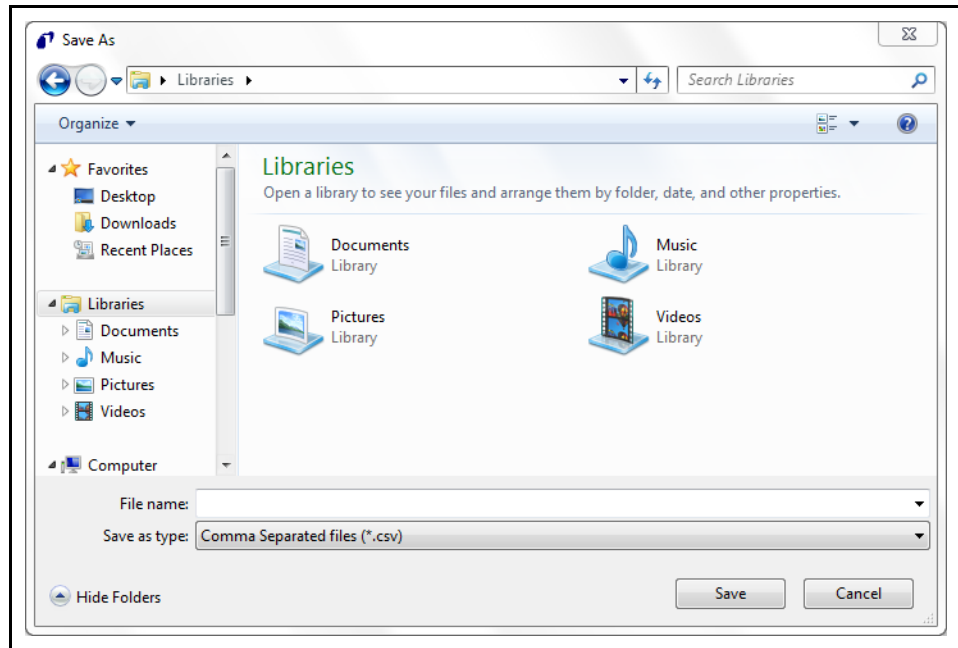 Save As
Libraries
Search Libraries
Organize
Favorites
Desktop
Downloads
Recent Places
Libraries
Documents
Music
Pictures
Videos
Computer
Libraries
Open a library to see your files and arrange them by folder, date, and other properties.
Documents
Library
Music
Library
Pictures
Library
Videos
Library
File name:
Save as type: Comma Separated files (*.csv)
Hide Folders
Save
Cancel